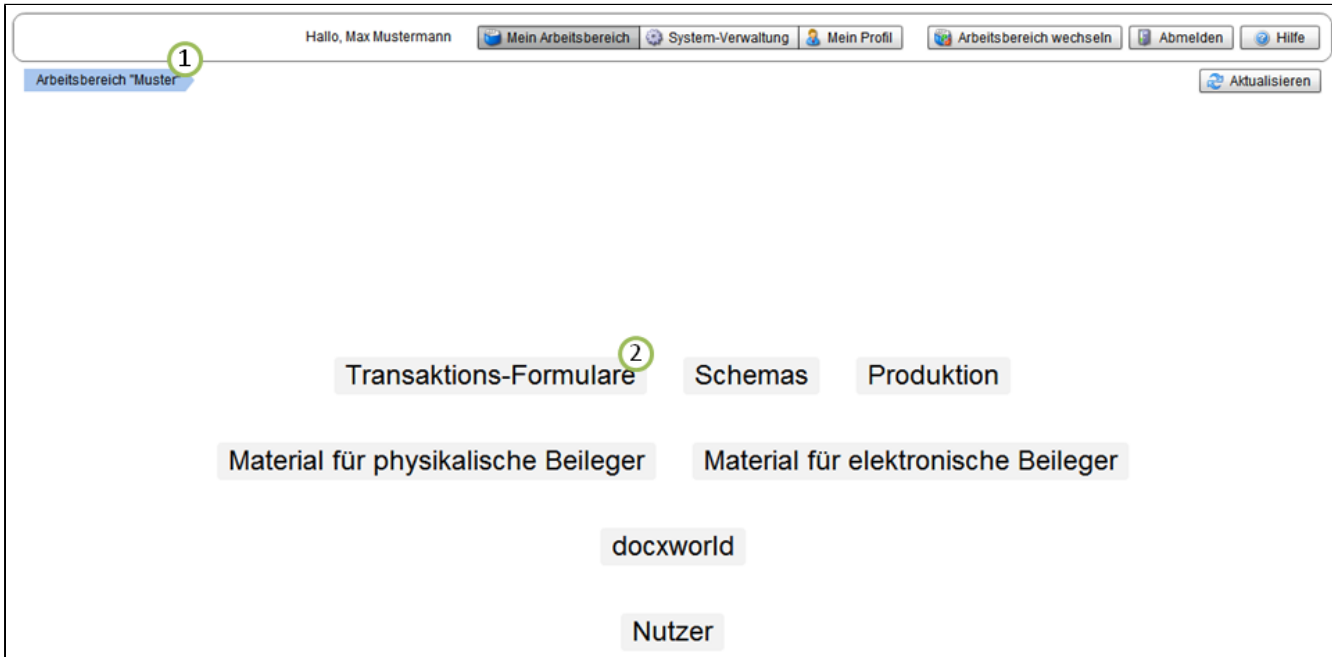 Hallo, Max Mustermann Mein Arbeitsbereich System-Verwaltung Mein Profil Arbeitsbereich wechseln Abmelden Hilfe
1
Arbeitsbereich "Muster" Aktualisieren
2
Transaktions-Formulare Schemas Produktion
Material für physikalische Beileger Material für elektronische Beileger
docxworld
Nutzer